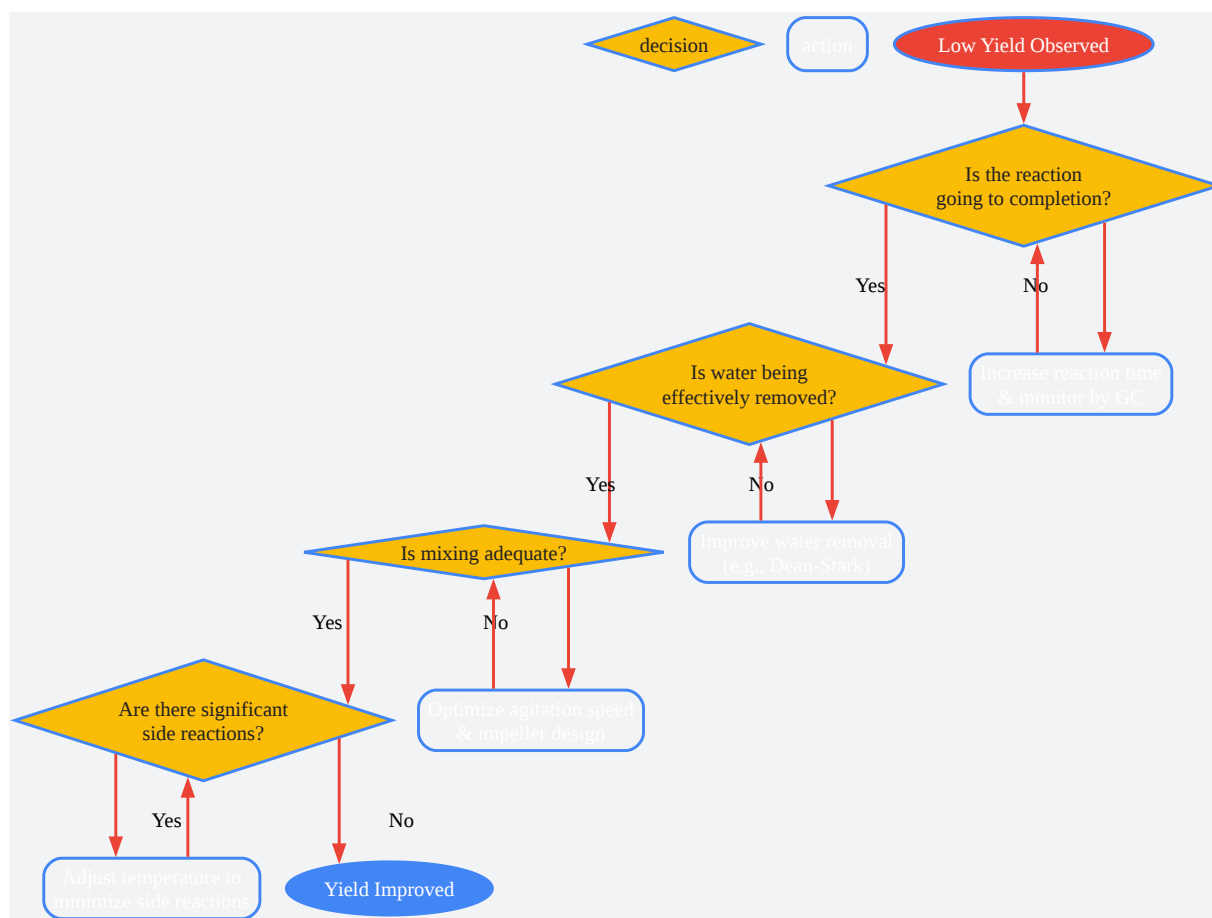 decision
action
Low Yield Observed
Is the reaction
going to completion?
Yes
No
Increase reaction time
& monitor by GC
Is water being
effectively removed?
Yes
No
Improve water removal
(e.g., Dean-Stark)
Is mixing adequate?
Yes
No
Optimize agitation speed
& impeller design
Are there significant
side reactions?
Yes
No
Adjust temperature to
minimize side reactions
Yield Improved